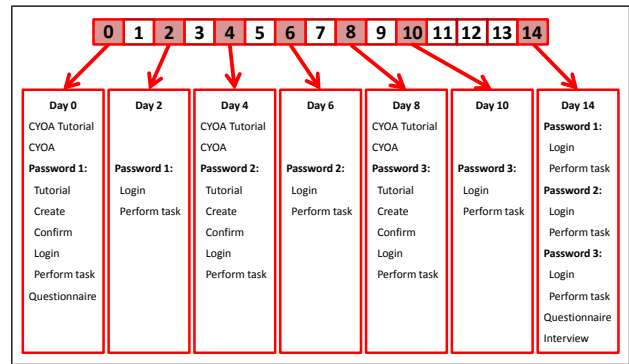 0 1 2 3 4 5 6 7 8 9 10 11 12 13 14
Day 0
CYOA Tutorial
CYOA
Password 1:
Tutorial
Create
Confirm
Login
Perform task
Questionnaire
Day 2
Password 1:
Login
Perform task
Day 4
CYOA Tutorial
CYOA
Password 2:
Tutorial
Create
Confirm
Login
Perform task
Day 6
Password 2:
Login
Perform task
Day 8
CYOA Tutorial
CYOA
Password 3:
Tutorial
Create
Confirm
Login
Perform task
Day 10
Password 3:
Login
Perform task
Day 14
Password 1:
Login
Perform task
Password 2:
Login
Perform task
Password 3:
Login
Perform task
Questionnaire
Interview